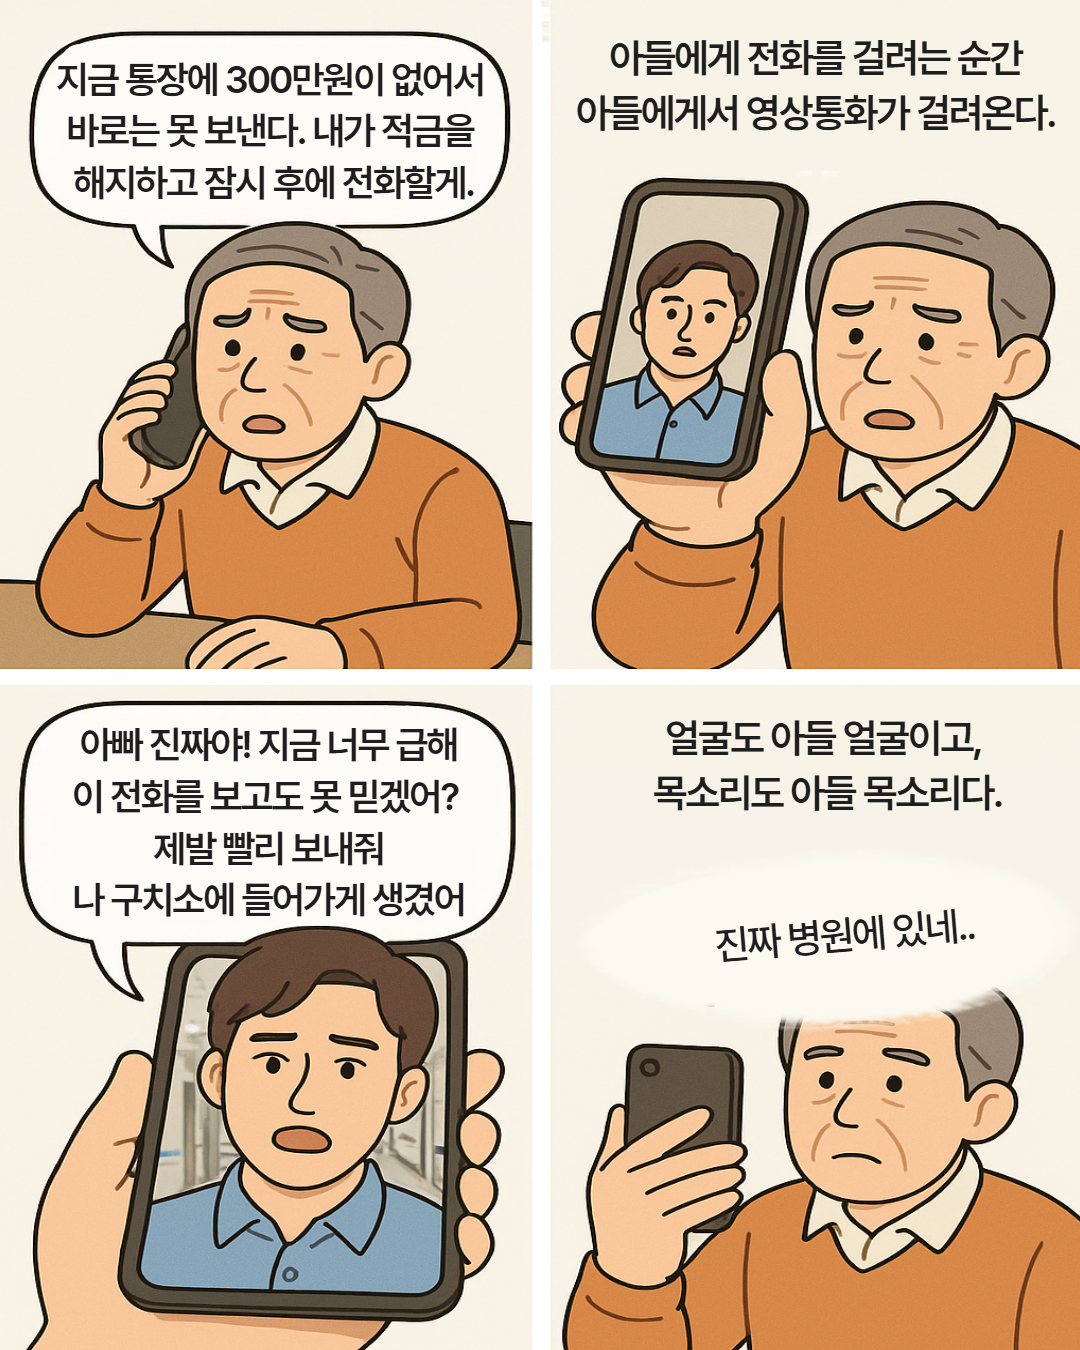 지금 통장에 300만원이 없어서
바로는 못 보낸다. 내가 적금을
해지하고 잠시 후에 전화할게.
아들에게 전화를 걸려는 순간
아들에게서 영상통화가 걸려온다.
아빠 진짜야! 지금 너무 급해
이 전화를 보고도 못 믿겠어?
제발 빨리 보내줘
나 구치소에 들어가게 생겼어
얼굴도 아들 얼굴이고,
목소리도 아들 목소리다.
진짜 병원에 있네..